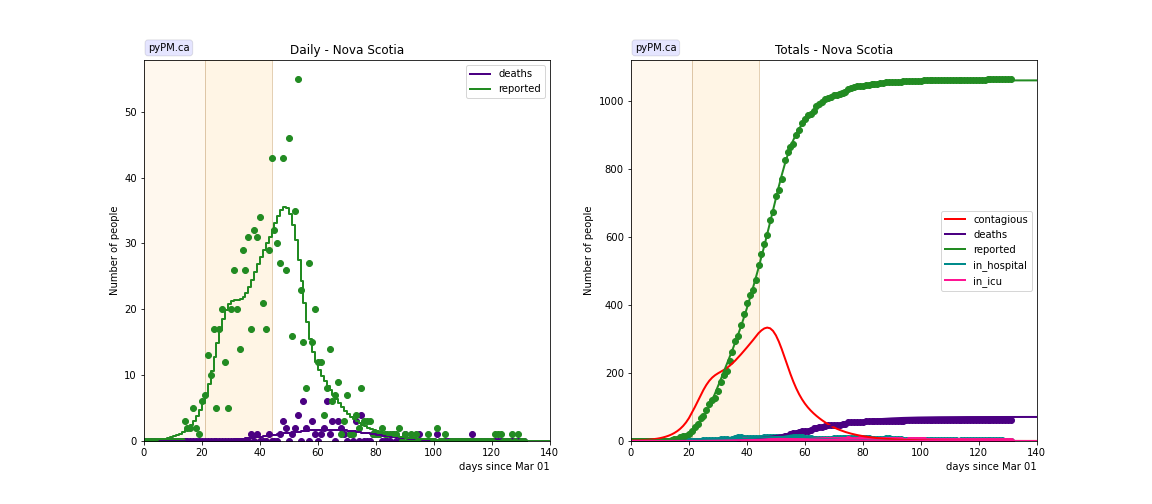 pyPM.ca
Daily - Nova Scotia
deaths
reported
Number of people
0
10
20
30
40
50
0
20
40
60
80
100
120
140
days since Mar 01
pyPM.ca
Totals - Nova Scotia
contagious
deaths
reported
in_hospital
in_icu
Number of people
0
200
400
600
800
1000
0
20
40
60
80
100
120
140
days since Mar 01